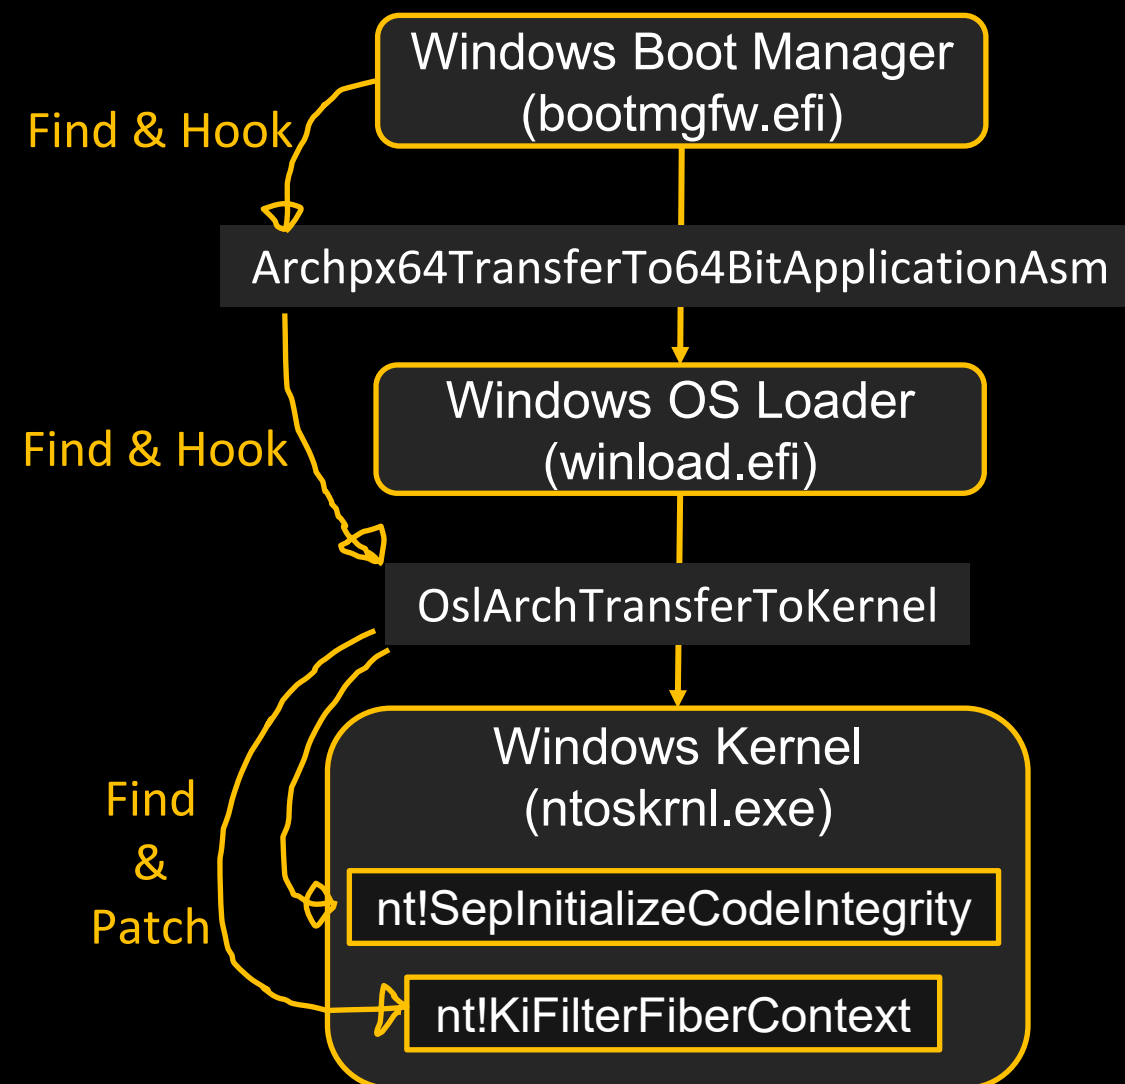 Windows Boot Manager
(bootmgfw.efi)
Find & Hook
Archpx64TransferTo64BitApplicationAsm
Windows OS Loader
(winload.efi)
Find & Hook
OslArchTransferToKernel
Windows Kernel
(ntoskrnl.exe)
Find
&
Patch
nt!SepInitializeCodeIntegrity
nt!KiFilterFiberContext